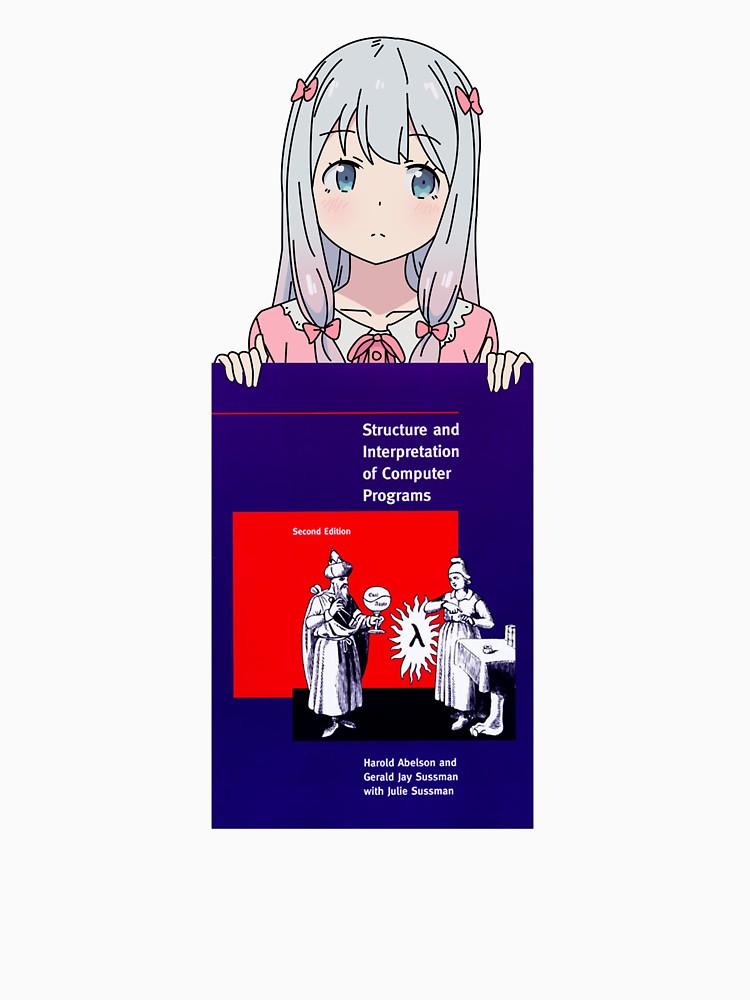 Structure and
Interpretation
of Computer
Programs
Second Edition
λ
Harold Abelson and
Gerald Jay Sussman
with Julie Sussman